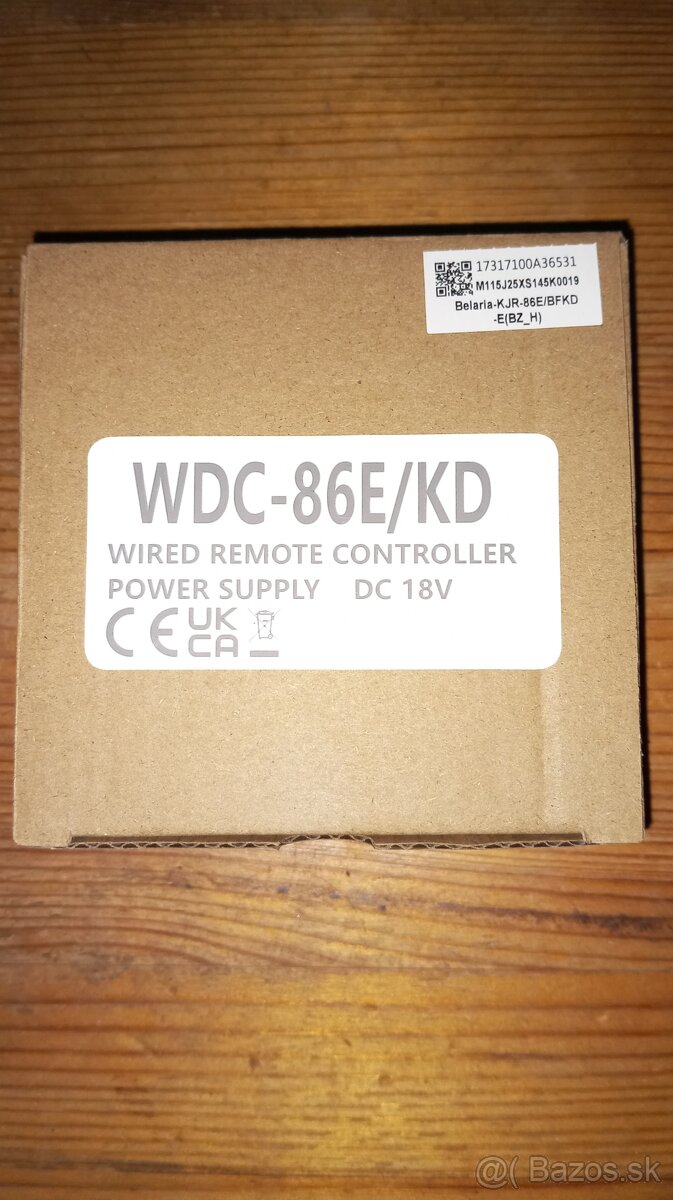 17317100A36531
M115J25XS145K0019
Belaria-KJR-86E/BFKD
-E(BZ_H)
WDC-86E/KD
WIRED REMOTE CONTROLLER
POWER SUPPLY DC 18V
CE UK
CA
@( Bazos.sk